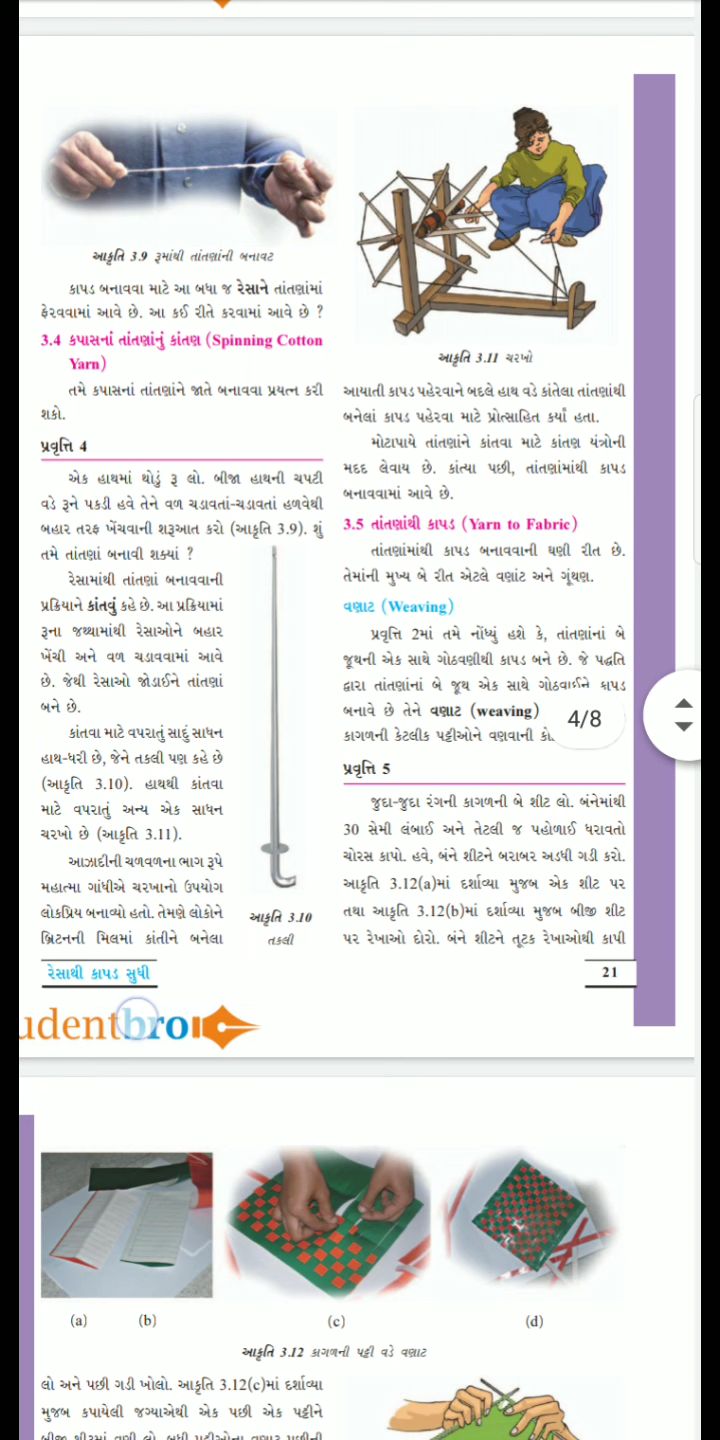 આકૃતિ 3.9 રૂમાંથી તાંતણાંની બનાવટ
કાપડ બનાવવા માટે આ બધા જ રેસાને તાંતણાંમાં
ફેરવવામાં આવે છે. આ કઈ રીતે કરવામાં આવે છે ?
3.4 કપાસનાં તાંતણાંનું કાંતણ (Spinning Cotton
Yarn)
તમે કપાસનાં તાંતણાંને જાતે બનાવવા પ્રયત્ન કરી
શકો.
પ્રવૃત્તિ 4
એક હાથમાં થોડું રૂ લો. બીજા હાથની ચપટી
વડે રૂને પકડી હવે તેને વળ ચડાવતાં-ચડાવતાં હળવેથી
બહાર તરફ ખેંચવાની શરૂઆત કરો (આકૃતિ 3.9). શું
તમે તાંતણાં બનાવી શક્યાં ?
રેસામાંથી તાંતણાં બનાવવાની
પ્રક્રિયાને કાંતવું કહે છે. આ પ્રક્રિયામાં
રૂના જથ્થામાંથી રેસાઓને બહાર
ખેંચી અને વળ ચડાવવામાં આવે
છે. જેથી રેસાઓ જોડાઈને તાંતણાં
બને છે.
કાંતવા માટે વપરાતું સાદું સાધન
હાથ-ધરી છે, જેને તકલી પણ કહે છે
(આકૃતિ 3.10). હાથથી કાંતવા
માટે વપરાતું અન્ય એક સાધન
ચરખો છે (આકૃતિ 3.11).
આઝાદીની ચળવળના ભાગ રૂપે
મહાત્મા ગાંધીએ ચરખાનો ઉપયોગ
લોકપ્રિય બનાવ્યો હતો. તેમણે લોકોને
બ્રિટનની મિલમાં કાંતીને બનેલા
આકૃતિ 3.10
તકલી
આકૃતિ 3.11 ચરખો
આયાતી કાપડ પહેરવાને બદલે હાથ વડે કાંતેલા તાંતણાંથી
બનેલાં કાપડ પહેરવા માટે પ્રોત્સાહિત કર્યાં હતા.
મોટાપાયે તાંતણાંને કાંતવા માટે કાંતણ યંત્રોની
મદદ લેવાય છે. કાંત્યા પછી, તાંતણાંમાંથી કાપડ
બનાવવામાં આવે છે.
3.5 તાંતણાંથી કાપડ (Yarn to Fabric)
તાંતણાંમાંથી કાપડ બનાવવાની ઘણી રીત છે.
તેમાંની મુખ્ય બે રીત એટલે વણાંટ અને ગૂંથણ.
વણાટ (Weaving)
પ્રવૃત્તિ 2માં તમે નોંધ્યું હશે કે, તાંતણાંનાં બે
જૂથની એક સાથે ગોઠવણીથી કાપડ બને છે. જે પદ્ધતિ
દ્વારા તાંતણાંનાં બે જૂથ એક સાથે ગોઠવાઈને કાપડ
બનાવે છે તેને વણાટ (weaving)
4/8
કાગળની કેટલીક પટ્ટીઓને વણવાની
પ્રવૃત્તિ 5
જુદા-જુદા રંગની કાગળની બે શીટ લો. બંનેમાંથી
30 સેમી લંબાઈ અને તેટલી જ પહોળાઈ ધરાવતો
ચોરસ કાપો. હવે, બંને શીટને બરાબર અડધી ગડી કરો.
આકૃતિ 3.12(a)માં દર્શાવ્યા મુજબ એક શીટ પર
તથા આકૃતિ 3.12(b)માં દર્શાવ્યા મુજબ બીજી શીટ
પર રેખાઓ દોરો. બંને શીટને તૂટક રેખાઓથી કાપી
રેસાથી કાપડ સુધી
21
udentbro
(a) (b) (c) (d)
આકૃતિ 3.12 કાગળની પટ્ટી વડે વણાટ
લો અને પછી ગડી ખોલો. આકૃતિ 3.12(c)માં દર્શાવ્યા
મુજબ કપાયેલી જગ્યાએથી એક પછી એક પટ્ટીને